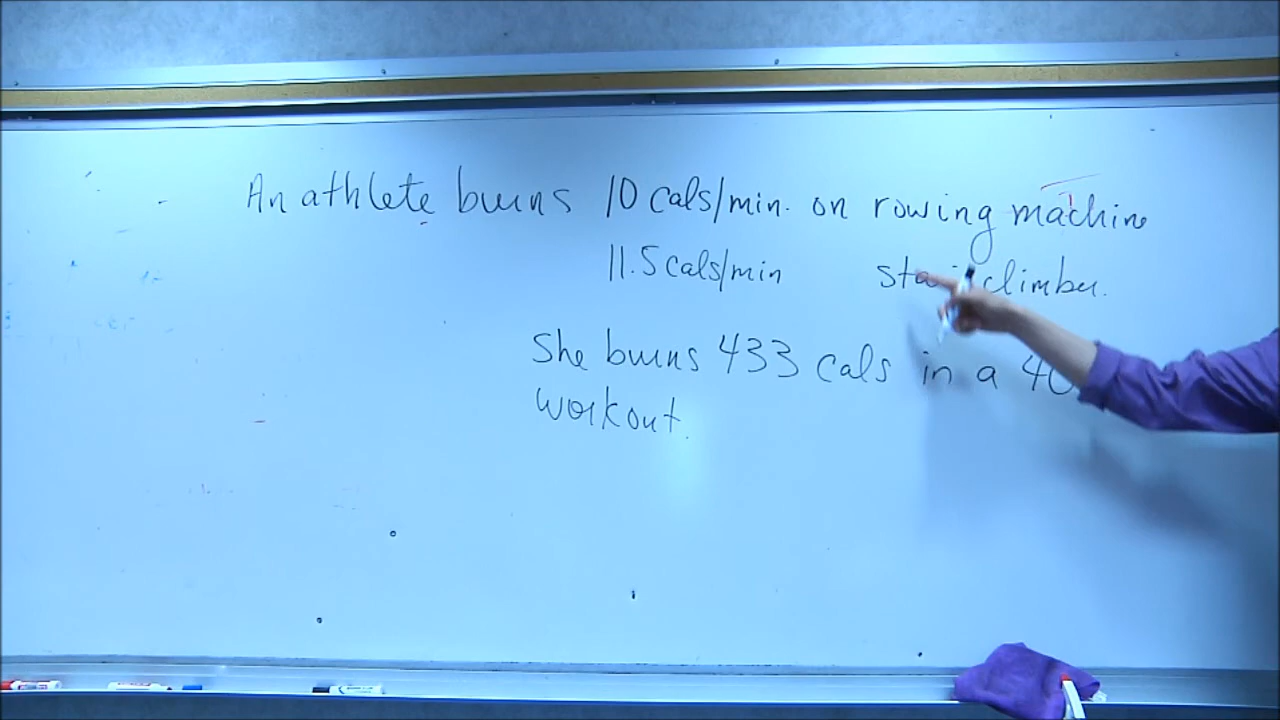 An athlete burns 10 cals/min. on rowing machine
11.5 cals/min climber.
She burns 433 cals in a
workout.